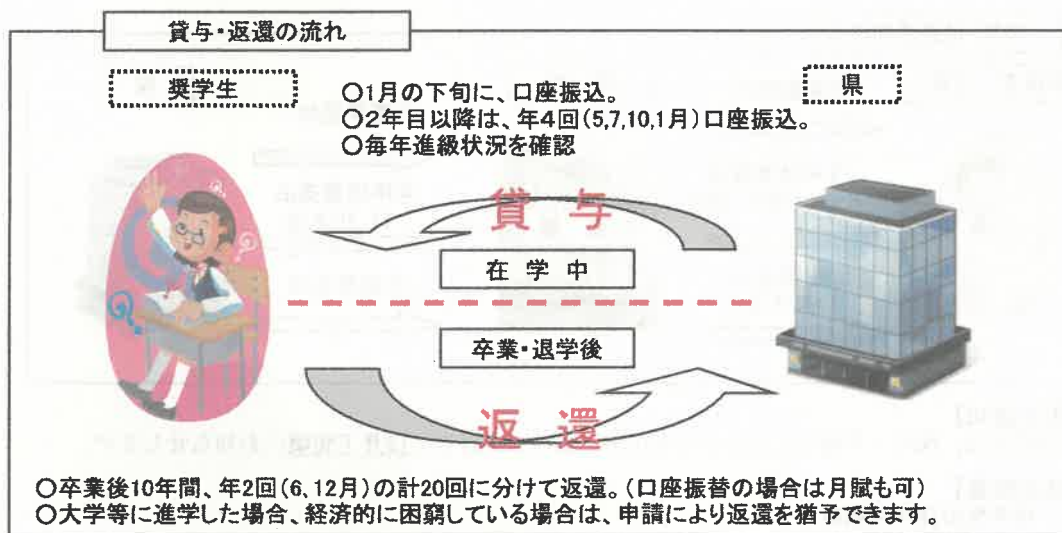 貸与・返還の流れ
奨学生
県
○1月の下旬に、口座振込。
○2年目以降は、年4回(5,7,10,1月)口座振込。
○毎年進級状況を確認
貸 与
在 学 中
卒業・退学後
返 還
○卒業後10年間、年2回(6、12月)の計20回に分けて返還。(口座振替の場合は月賦も可)
○大学等に進学した場合、経済的に困窮している場合は、申請により返還を猶予できます。